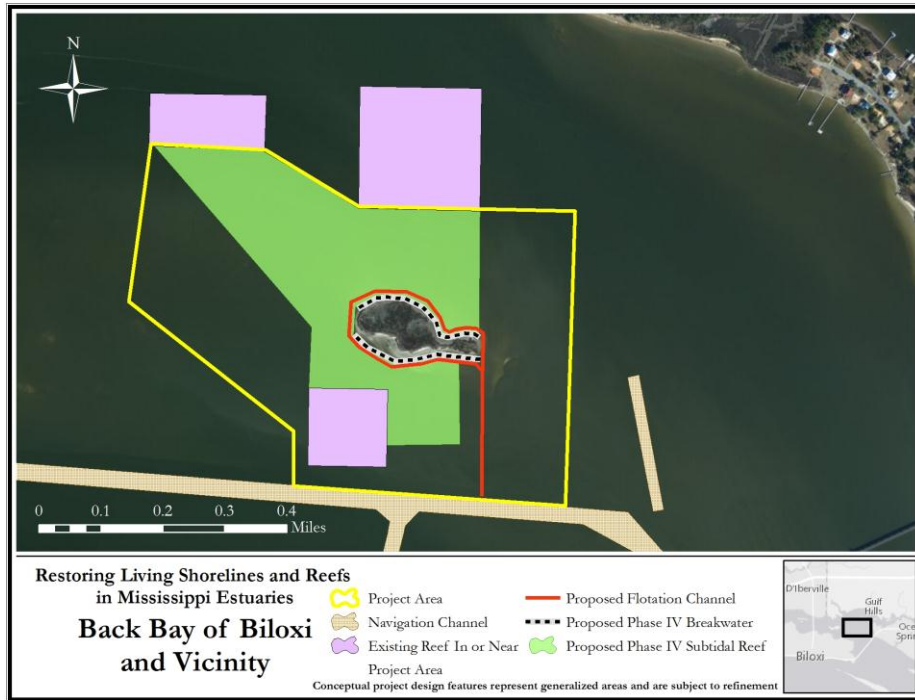 N
0 0.1 0.2 0.3 0.4
Miles
Restoring Living Shorelines and Reefs
in Mississippi Estuaries
Back Bay of Biloxi
and Vicinity
Project Area
Navigation Channel
Existing Reef In or Near
Project Area
Proposed Flotation Channel
Proposed Phase IV Breakwater
Proposed Phase IV Subtidal Reef
Conceptual project design features represent generalized areas and are subject to refinement
D'Iberville
Gulf
Hills
Oce
Sprin
Biloxi